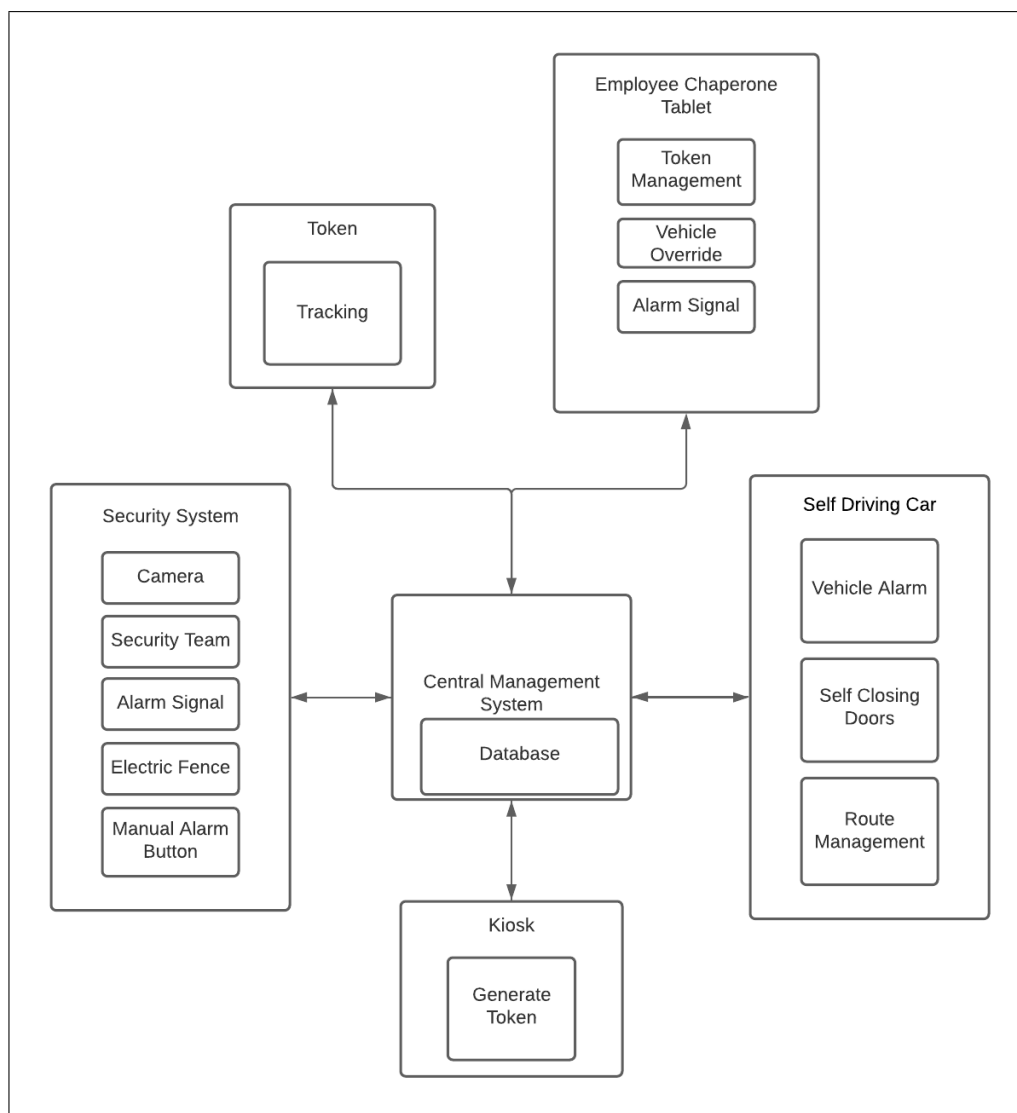 Employee Chaperone
Tablet
Token
Management
Vehicle
Override
Alarm Signal
Token
Tracking
Security System
Camera
Security Team
Alarm Signal
Electric Fence
Manual Alarm
Button
Central Management
System
Database
Self Driving Car
Vehicle Alarm
Self Closing
Doors
Route
Management
Kiosk
Generate
Token